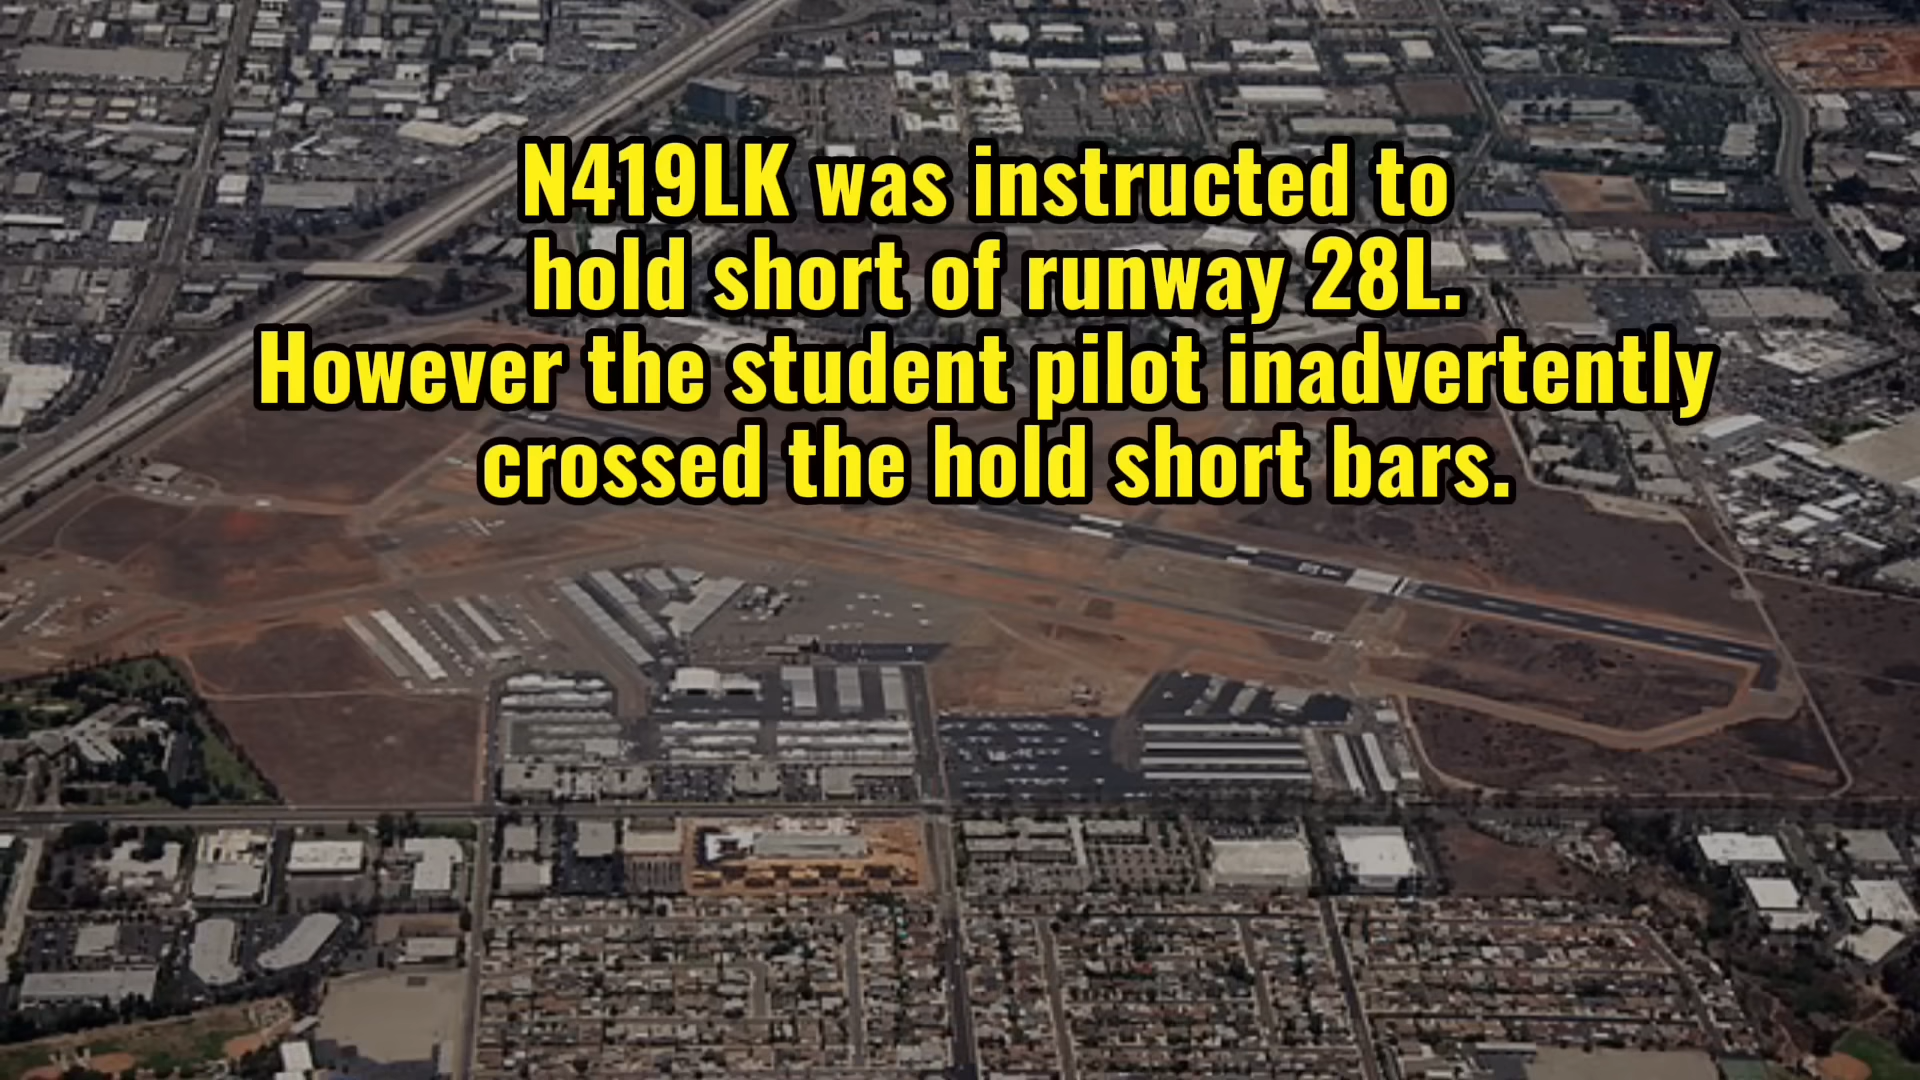 N419LK was instructed to
hold short of runway 28L.
However the student pilot inadvertently
crossed the hold short bars.